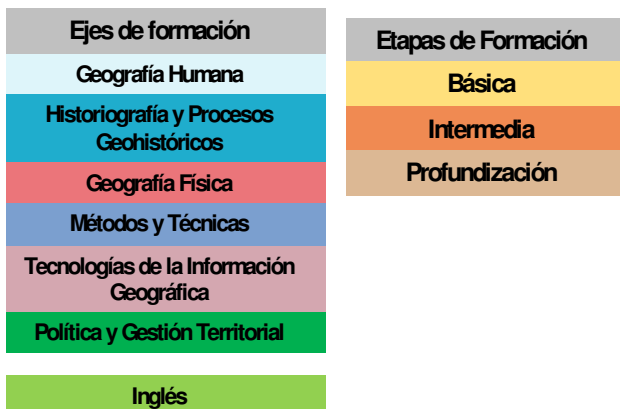 Ejes de formación
Geografía Humana
Historiografía y Procesos
Geohistóricos
Geografía Física
Métodos y Técnicas
Tecnologías de la Información
Geográfica
Política y Gestión Territorial
Inglés
Etapas de Formación
Básica
Intermedia
Profundización